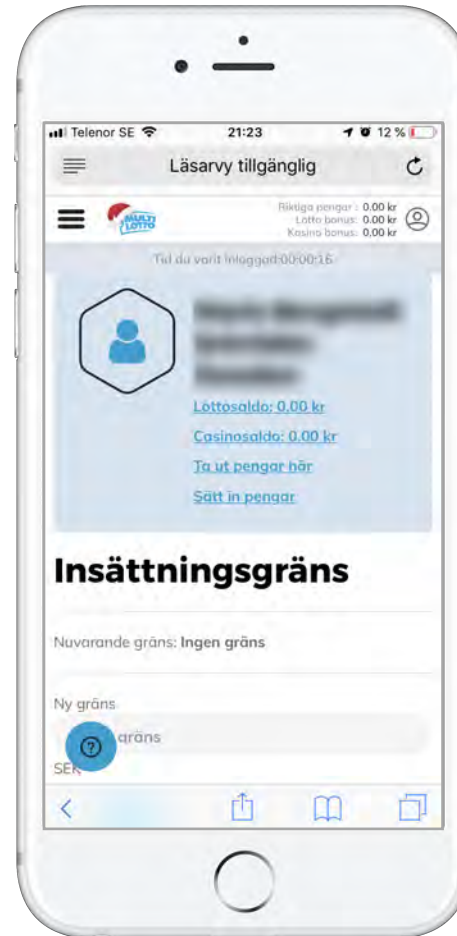 Telenor SE 21:23 12 %
Läsarvy tillgänglig
MULTI
LOTTO
Riktiga pengar : 0.00 kr
Lotto bonus: 0.00 kr
Kasino bonus: 0,00 kr
Tid du varit inloggad:00:00:16
Lottosaldo: 0,00 kr
Casinosaldo: 0,00 kr
Ta ut pengar här
Sätt in pengar
Insättningsgräns
Nuvarande gräns: Ingen gräns
Ny gräns
gräns
SEK